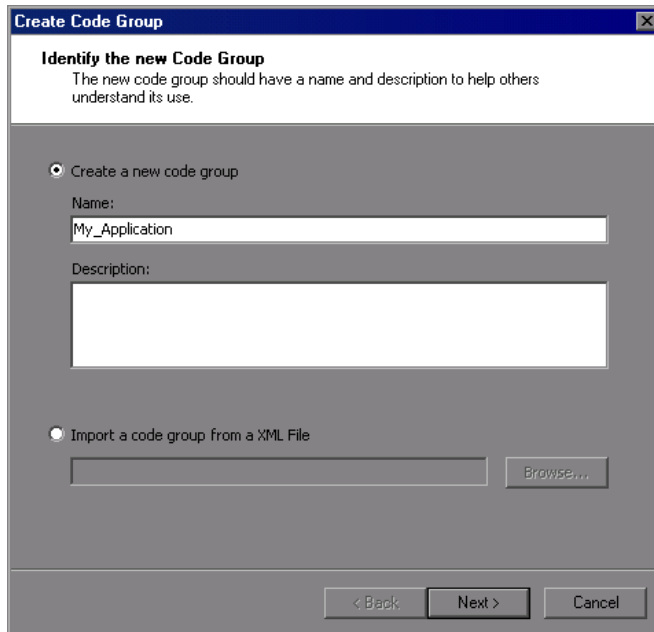 Create Code Group
Identify the new Code Group
The new code group should have a name and description to help others
understand its use.
Create a new code group
Name:
My_Application
Description:
Import a code group from a XML File
Browse...
< Back
Next >
Cancel